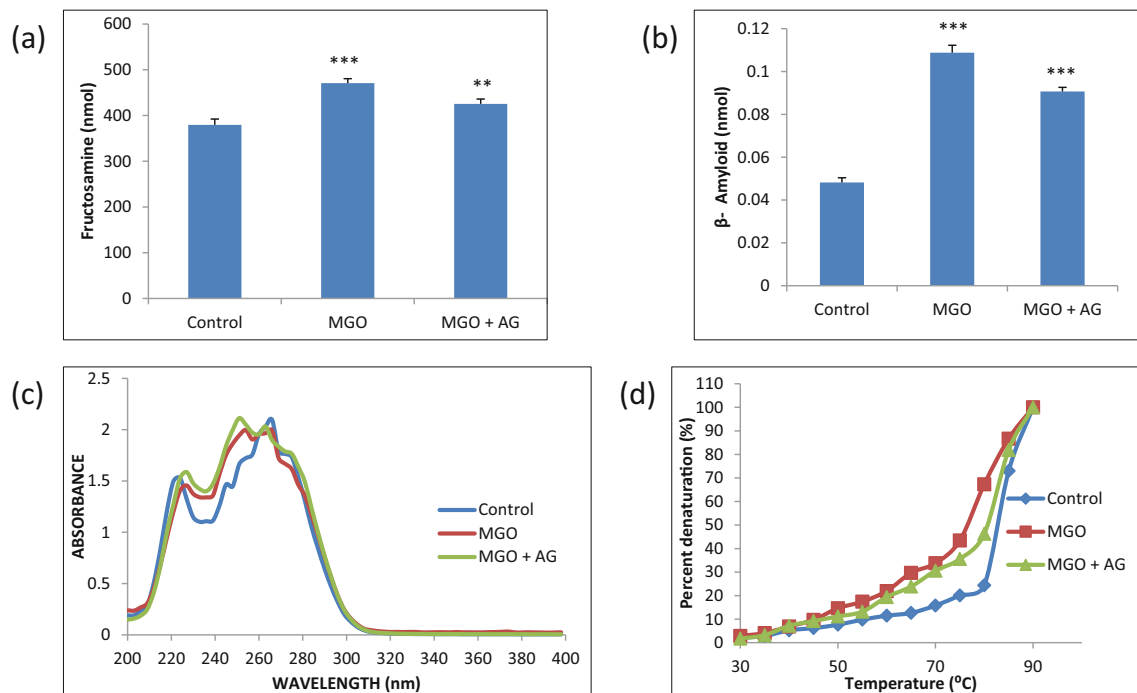 (a)
Fructosamine (nmol)
600
500
400
300
200
100
0
***
**
Control MGO MGO + AG
(b)
β- Amyloid (nmol)
0.12
0.1
0.08
0.06
0.04
0.02
0
***
***
Control MGO MGO + AG
(c)
ABSORBANCE
2.5
2
1.5
1
0.5
0
200 220 240 260 280 300 320 340 360 380 400
WAVELENGTH (nm)
Control
MGO
MGO + AG
(d)
Percent denaturation (%)
110
100
90
80
70
60
50
40
30
20
10
0
30 50 70 90
Temperature (⁰C)
Control
MGO
MGO + AG